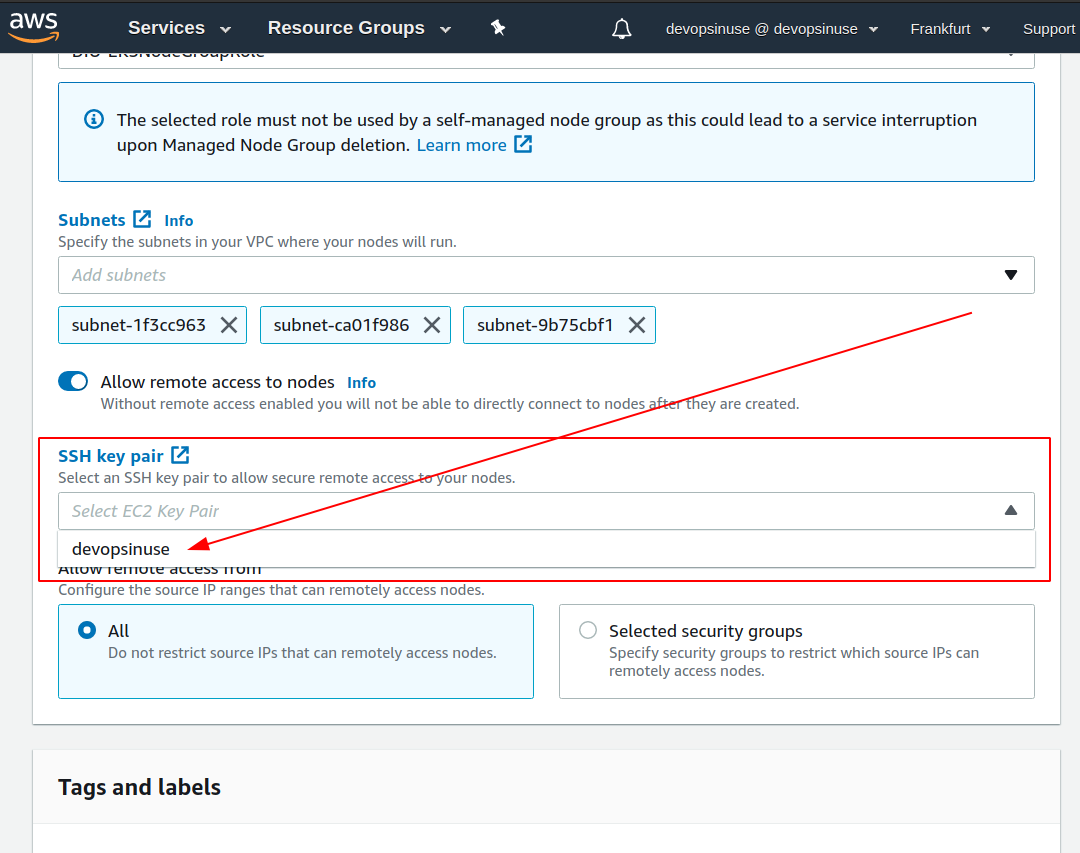 aws Services Resource Groups devopsinuse @ devopsinuse Frankfurt Support
DIU-EKSNodeGroupRole
The selected role must not be used by a self-managed node group as this could lead to a service interruption
upon Managed Node Group deletion. Learn more
Subnets Info
Specify the subnets in your VPC where your nodes will run.
Add subnets
subnet-1f3cc963 subnet-ca01f986 subnet-9b75cbf1
Allow remote access to nodes Info
Without remote access enabled you will not be able to directly connect to nodes after they are created.
SSH key pair
Select an SSH key pair to allow secure remote access to your nodes.
Select EC2 Key Pair
devopsinuse
Allow remote access from
Configure the source IP ranges that can remotely access nodes.
All
Do not restrict source IPs that can remotely access nodes.
Selected security groups
Specify security groups to restrict which source IPs can
remotely access nodes.
Tags and labels